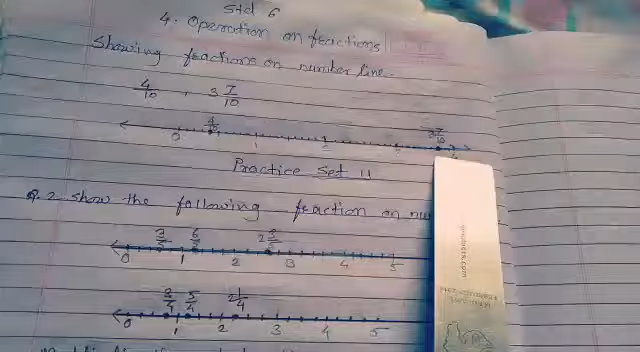 Std 6
4. Operation on fractions
Showing fractions on number line.
4/10 , 3 7/10
4/10 3 7/10
0 1 2
Practice Set 11
Q.2 Show the following fraction on nu
3/5 6/5 2 3/5
0 1 2 3 4 5
3/4 5/4 2 1/4
0 1 2 3 4 5